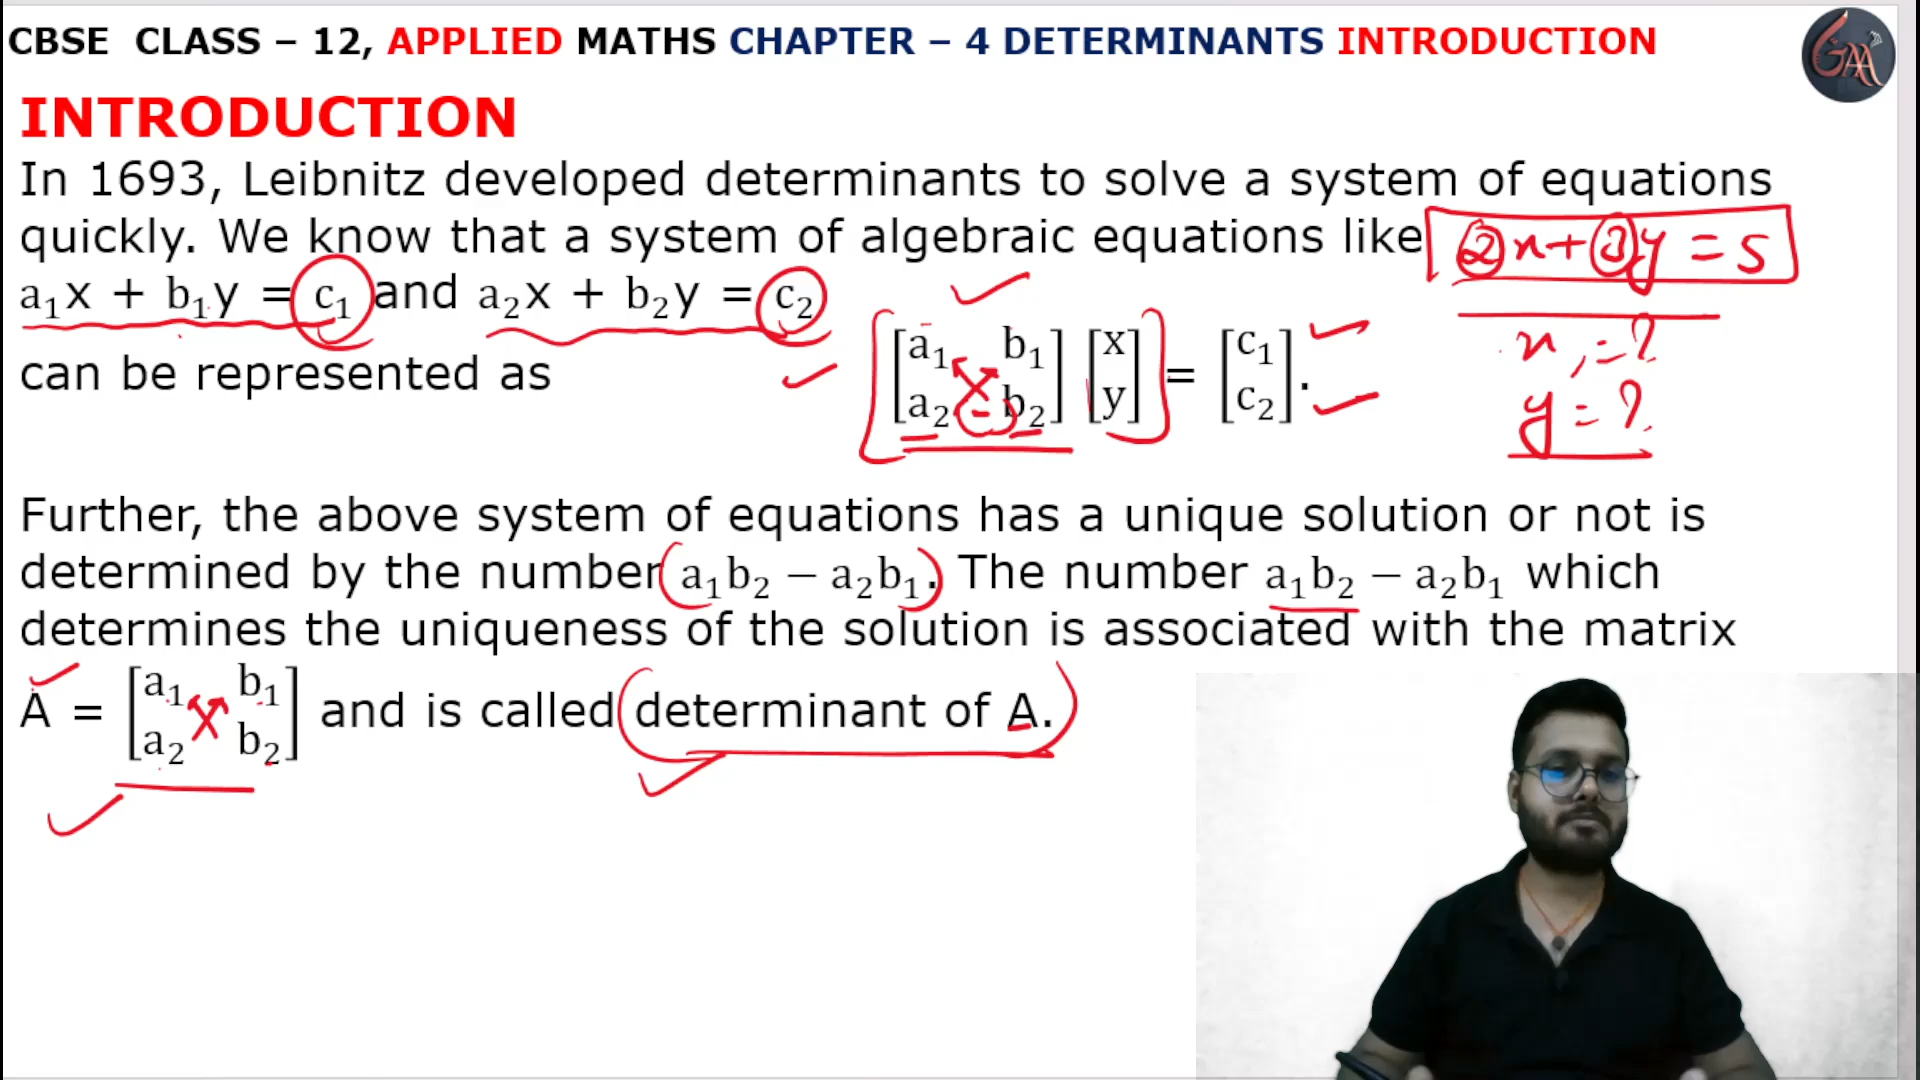 CBSE CLASS – 12, APPLIED MATHS CHAPTER – 4 DETERMINANTS INTRODUCTION
GAA
INTRODUCTION
In 1693, Leibnitz developed determinants to solve a system of equations
quickly. We know that a system of algebraic equations like
2x+3y = 5
a₁x + b₁y = c₁ and a₂x + b₂y = c₂
can be represented as
[a₁ b₁] [x] = [c₁]
[a₂ b₂] [y] [c₂].
x, = ?
y = ?
Further, the above system of equations has a unique solution or not is
determined by the number a₁b₂ − a₂b₁. The number a₁b₂ − a₂b₁ which
determines the uniqueness of the solution is associated with the matrix
A = [a₁ b₁] and is called determinant of A.
[a₂ b₂]